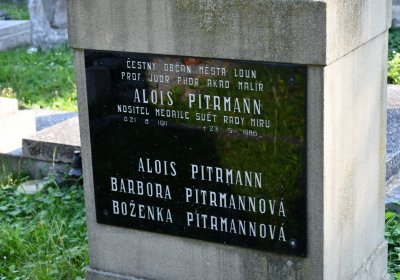 ČESTNÝ OBČAN MĚSTA LOUN
PROF. JUDR. PHDR. AKAD. MALÍŘ
ALOIS PITRMANN
NOSITEL MEDAILE SVĚT. RADY MÍRU
✩ 21. 8. 1911 + 23. 5. 1985
ALOIS PITRMANN
BARBORA PITRMANNOVÁ
BOŽENKA PITRMANNOVÁ